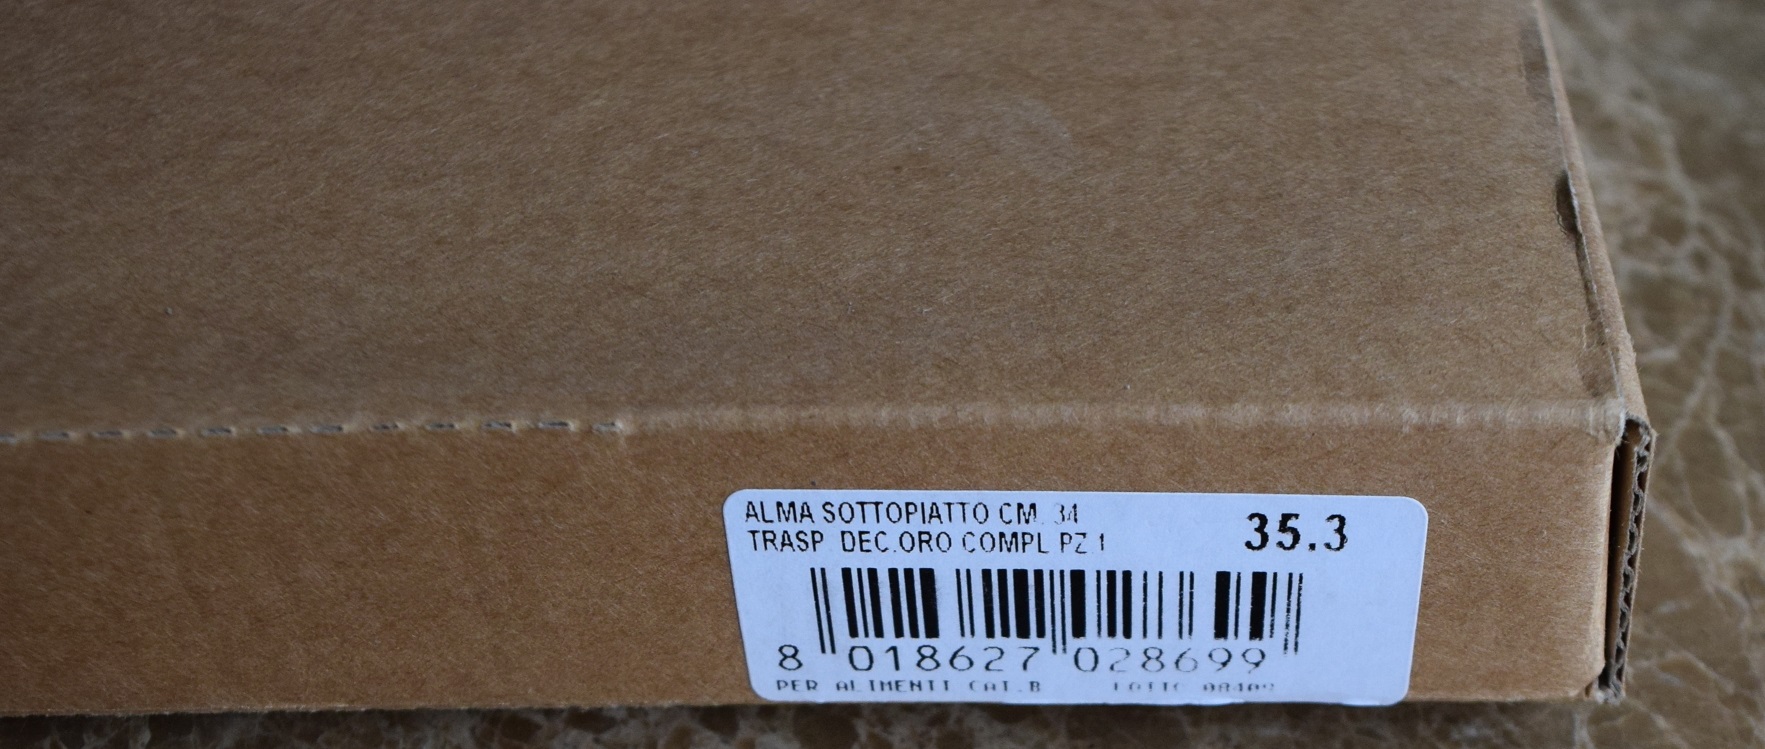 ALMA SOTTOPIATTO CM. 34
TRASP. DEC.ORO COMPL PZ 1
35.3
8 018627 028699
PER ALIMENTI CAT.B